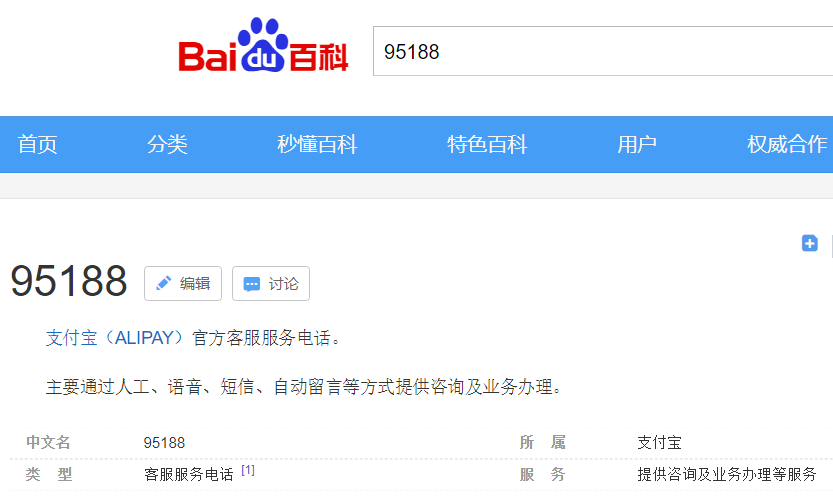 Bai du 百科
95188
首页 分类 秒懂百科 特色百科 用户 权威合作
95188 编辑 讨论
支付宝（ALIPAY）官方客服服务电话。
主要通过人工、语音、短信、自动留言等方式提供咨询及业务办理。
中文名 95188 所 属 支付宝
类 型 客服服务电话 [1] 服 务 提供咨询及业务办理等服务